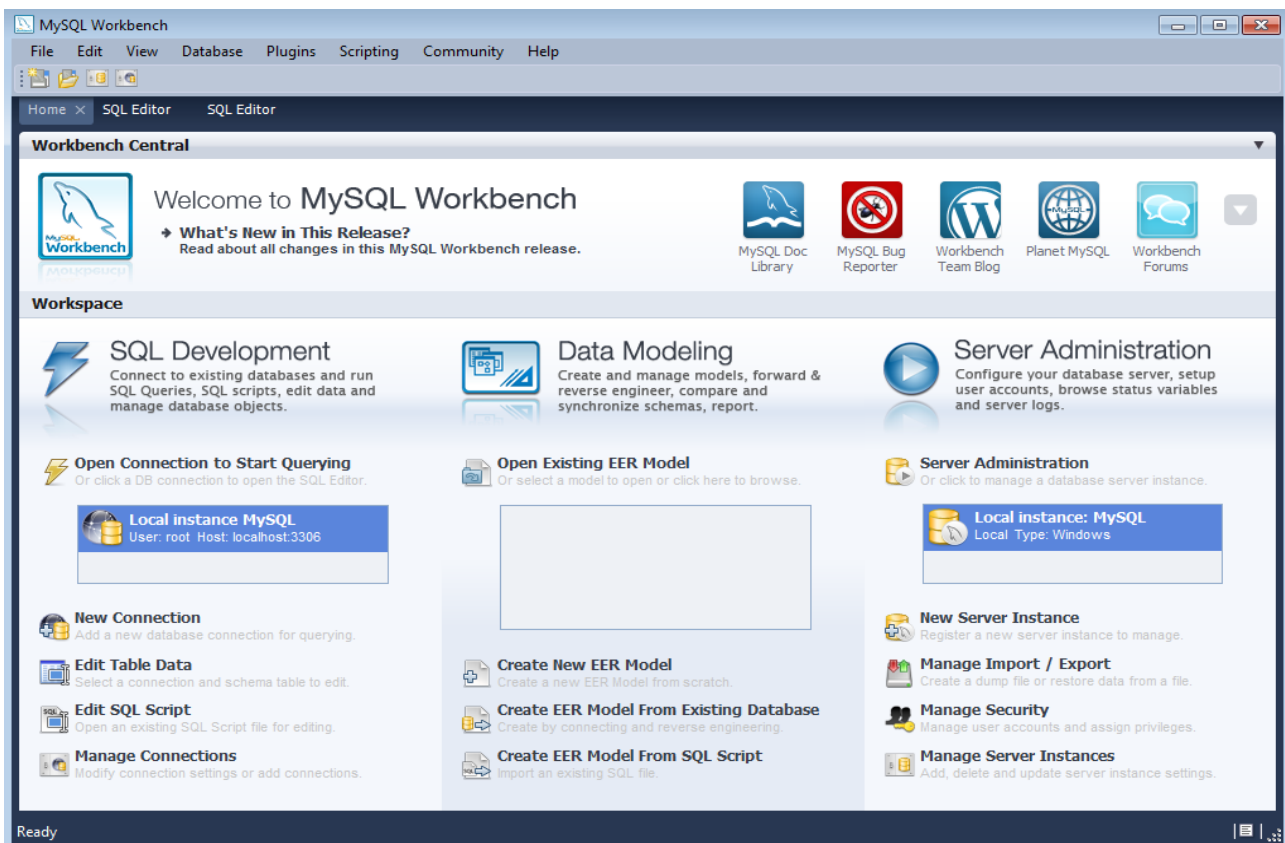 MySQL Workbench
File Edit View Database Plugins Scripting Community Help
Home SQL Editor SQL Editor
Workbench Central
MySQL
Workbench
Welcome to MySQL Workbench
What's New in This Release?
Read about all changes in this MySQL Workbench release.
MySQL Doc
Library
MySQL Bug
Reporter
Workbench
Team Blog
MySQL
Planet MySQL
Workbench
Forums
Workspace
SQL Development
Connect to existing databases and run
SQL Queries, SQL scripts, edit data and
manage database objects.
Open Connection to Start Querying
Or click a DB connection to open the SQL Editor.
Local instance MySQL
User: root Host: localhost:3306
New Connection
Add a new database connection for querying.
Edit Table Data
Select a connection and schema table to edit.
SQL
Edit SQL Script
Open an existing SQL Script file for editing.
Manage Connections
Modify connection settings or add connections.
Data Modeling
Create and manage models, forward &
reverse engineer, compare and
synchronize schemas, report.
Open Existing EER Model
Or select a model to open or click here to browse.
Create New EER Model
Create a new EER Model from scratch.
Create EER Model From Existing Database
Create by connecting and reverse engineering.
Create EER Model From SQL Script
Import an existing SQL file.
Server Administration
Configure your database server, setup
user accounts, browse status variables
and server logs.
Server Administration
Or click to manage a database server instance.
Local instance: MySQL
Local Type: Windows
New Server Instance
Register a new server instance to manage.
Manage Import / Export
Create a dump file or restore data from a file.
Manage Security
Manage user accounts and assign privileges.
Manage Server Instances
Add, delete and update server instance settings.
Ready